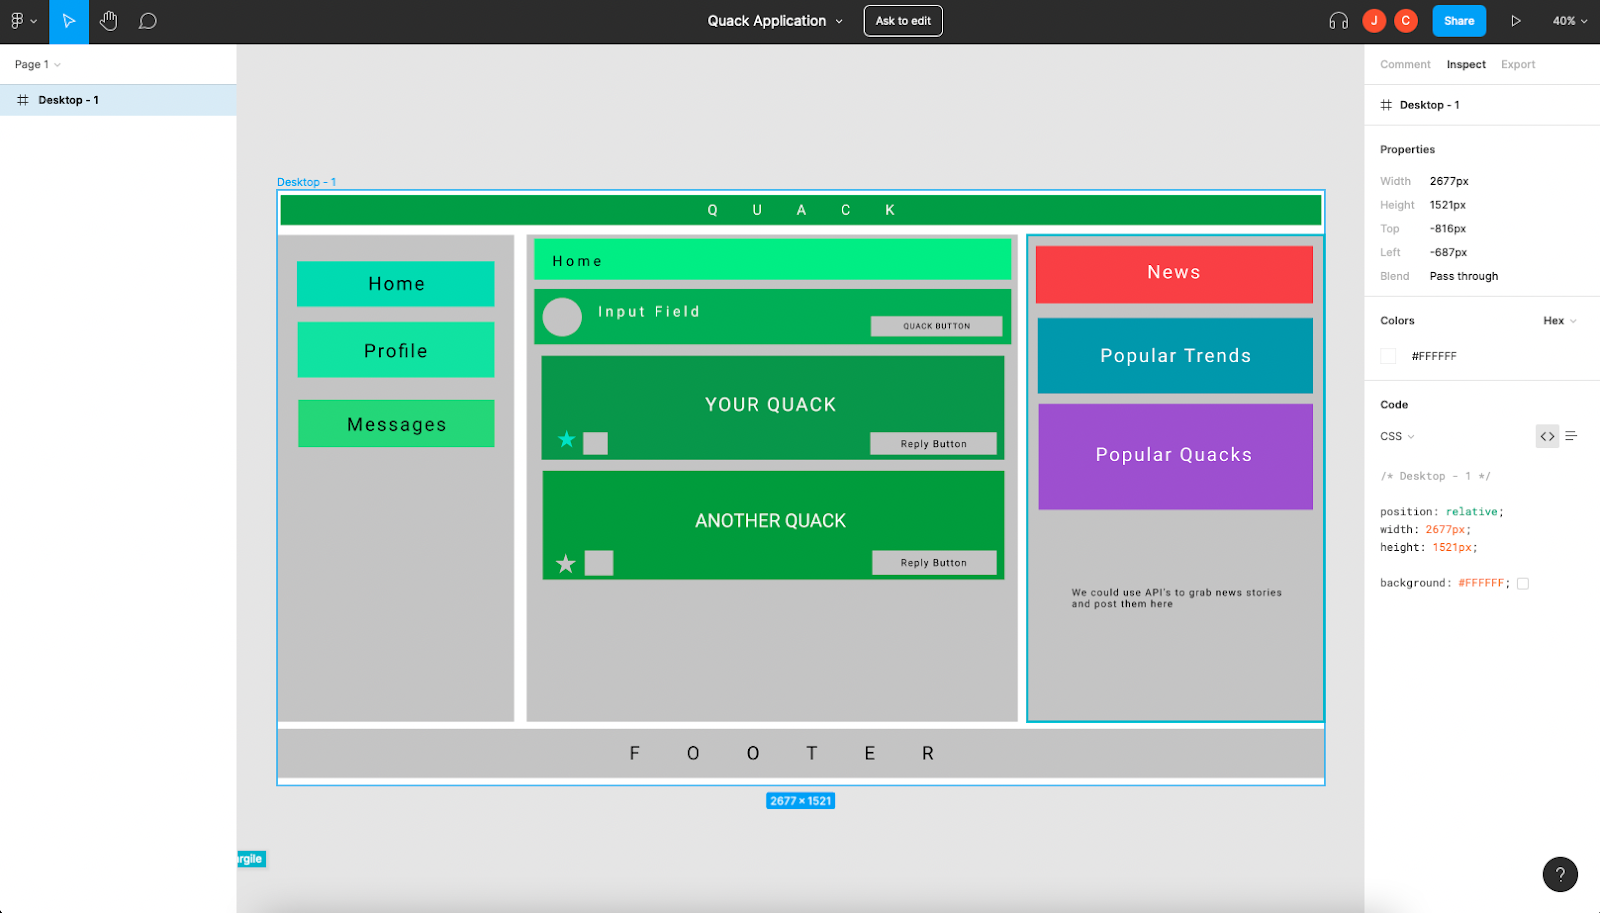 Quack Application
Ask to edit
J
C
Share
40%
Page 1
Desktop - 1
Comment Inspect Export
Desktop - 1
Properties
Width 2677px
Height 1521px
Top -816px
Left -687px
Blend Pass through
Colors Hex
#FFFFFF
Code
CSS
/* Desktop - 1 */
position: relative;
width: 2677px;
height: 1521px;
background: #FFFFFF;
Desktop - 1
Q U A C K
Home
Profile
Messages
Home
Input Field
QUACK BUTTON
YOUR QUACK
Reply Button
ANOTHER QUACK
Reply Button
News
Popular Trends
Popular Quacks
We could use API's to grab news stories
and post them here
F O O T E R
2677 × 1521
?